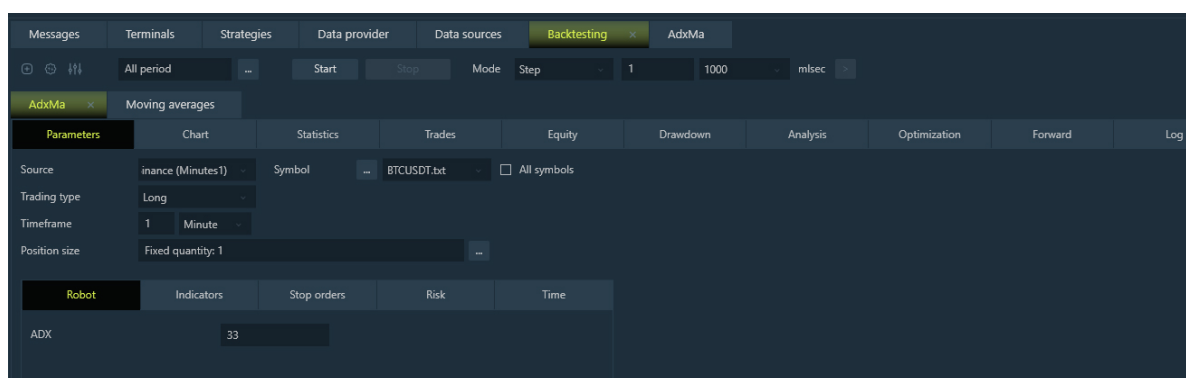 Messages Terminals Strategies Data provider Data sources Backtesting × AdxMa
All period ... Start Stop Mode Step 1 1000 mlsec >
AdxMa × Moving averages
Parameters Chart Statistics Trades Equity Drawdown Analysis Optimization Forward Log
Source inance (Minutes1) Symbol ... BTCUSDT.txt All symbols
Trading type Long
Timeframe 1 Minute
Position size Fixed quantity: 1 ...
Robot Indicators Stop orders Risk Time
ADX 33